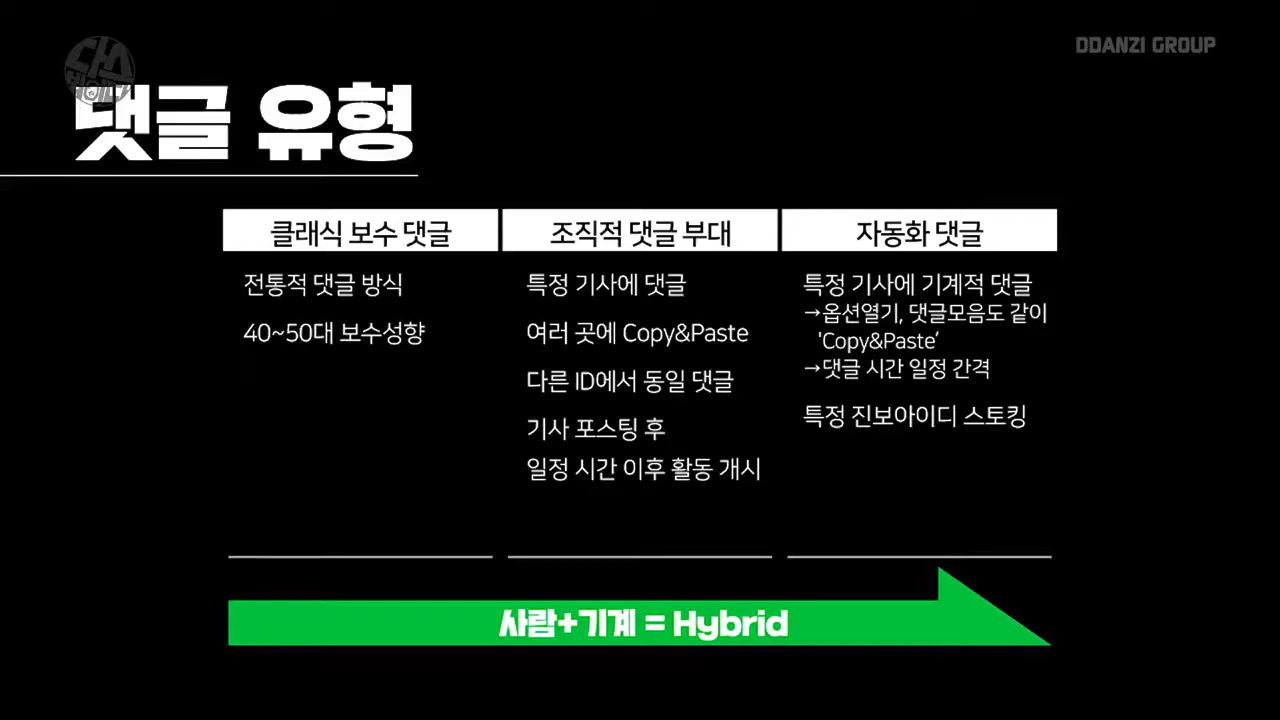 다스
베이다
DDANZI GROUP
댓글 유형
클래식 보수 댓글
전통적 댓글 방식
40~50대 보수성향
조직적 댓글 부대
특정 기사에 댓글
여러 곳에 Copy&Paste
다른 ID에서 동일 댓글
기사 포스팅 후
일정 시간 이후 활동 개시
자동화 댓글
특정 기사에 기계적 댓글
→옵션열기, 댓글모음도 같이
'Copy&Paste’
→댓글 시간 일정 간격
특정 진보아이디 스토킹
사람+기계 = Hybrid